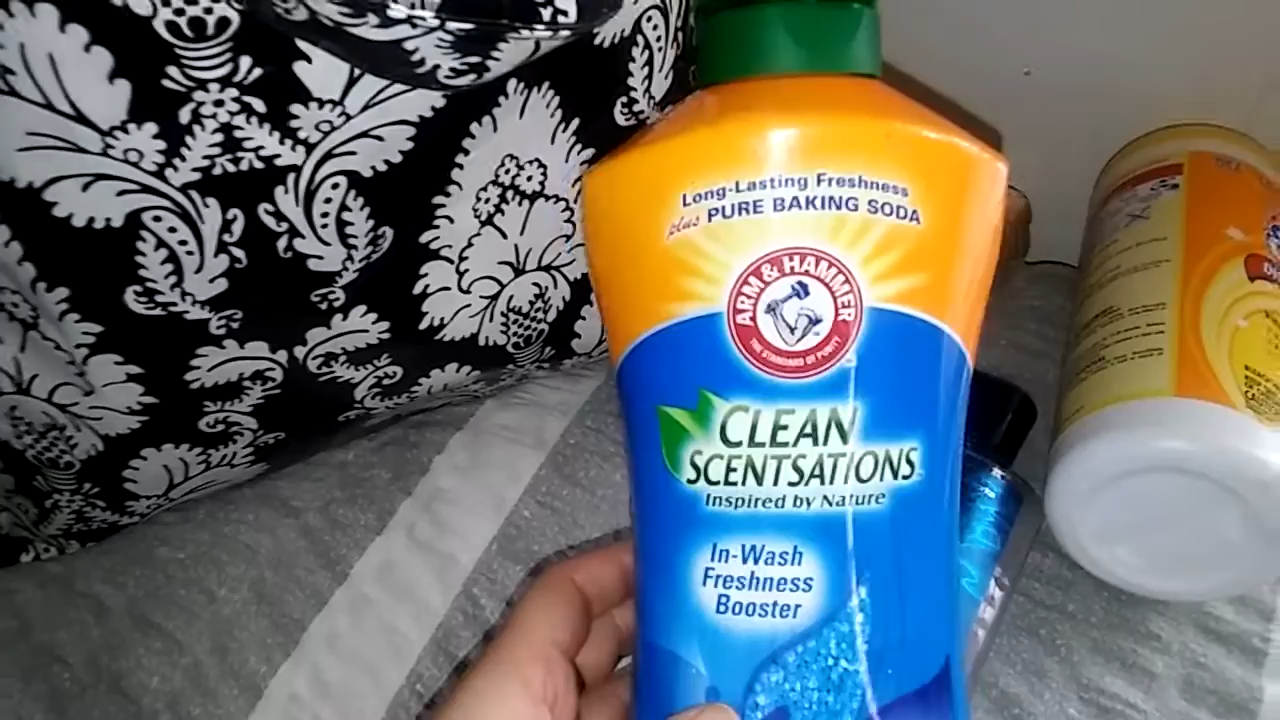 Long-Lasting Freshness
plus PURE BAKING SODA
ARM & HAMMER
THE STANDARD OF PURITY
CLEAN
SCENTSATIONS
Inspired by Nature
In-Wash
Freshness
Booster